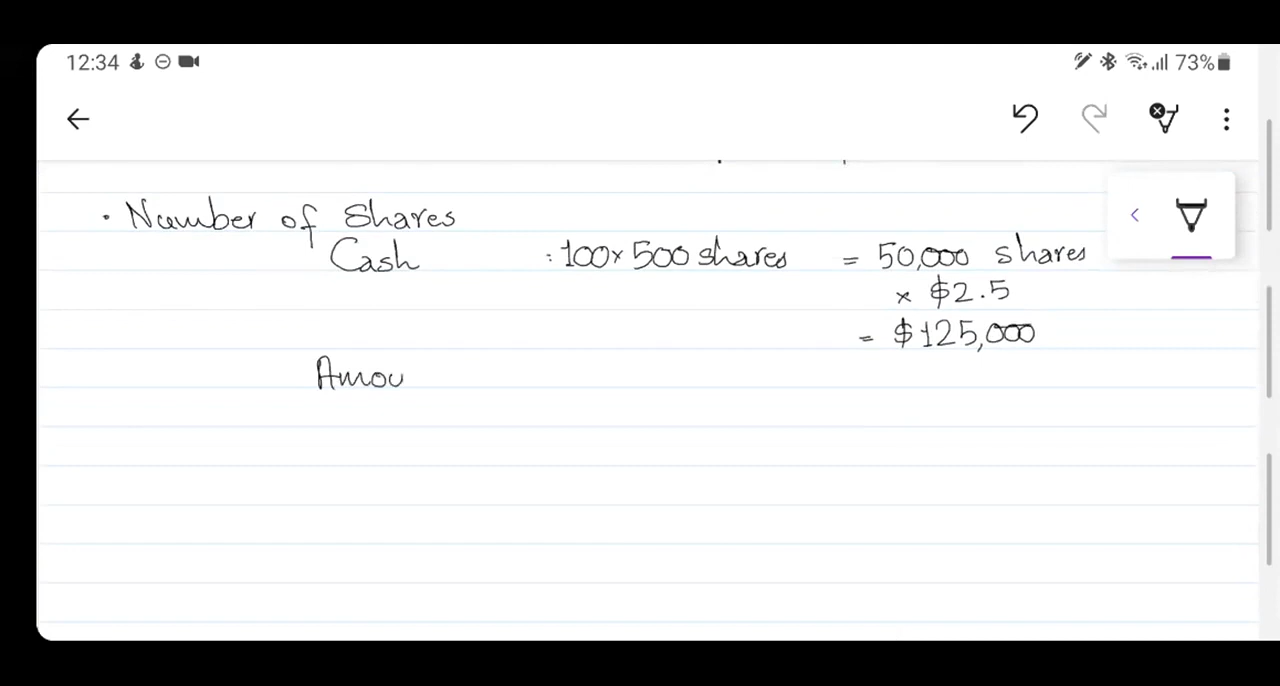 12:34 73%
• Number of Shares
Cash : 100 × 500 shares = 50,000 shares
× $2.5
= $125,000
Amou